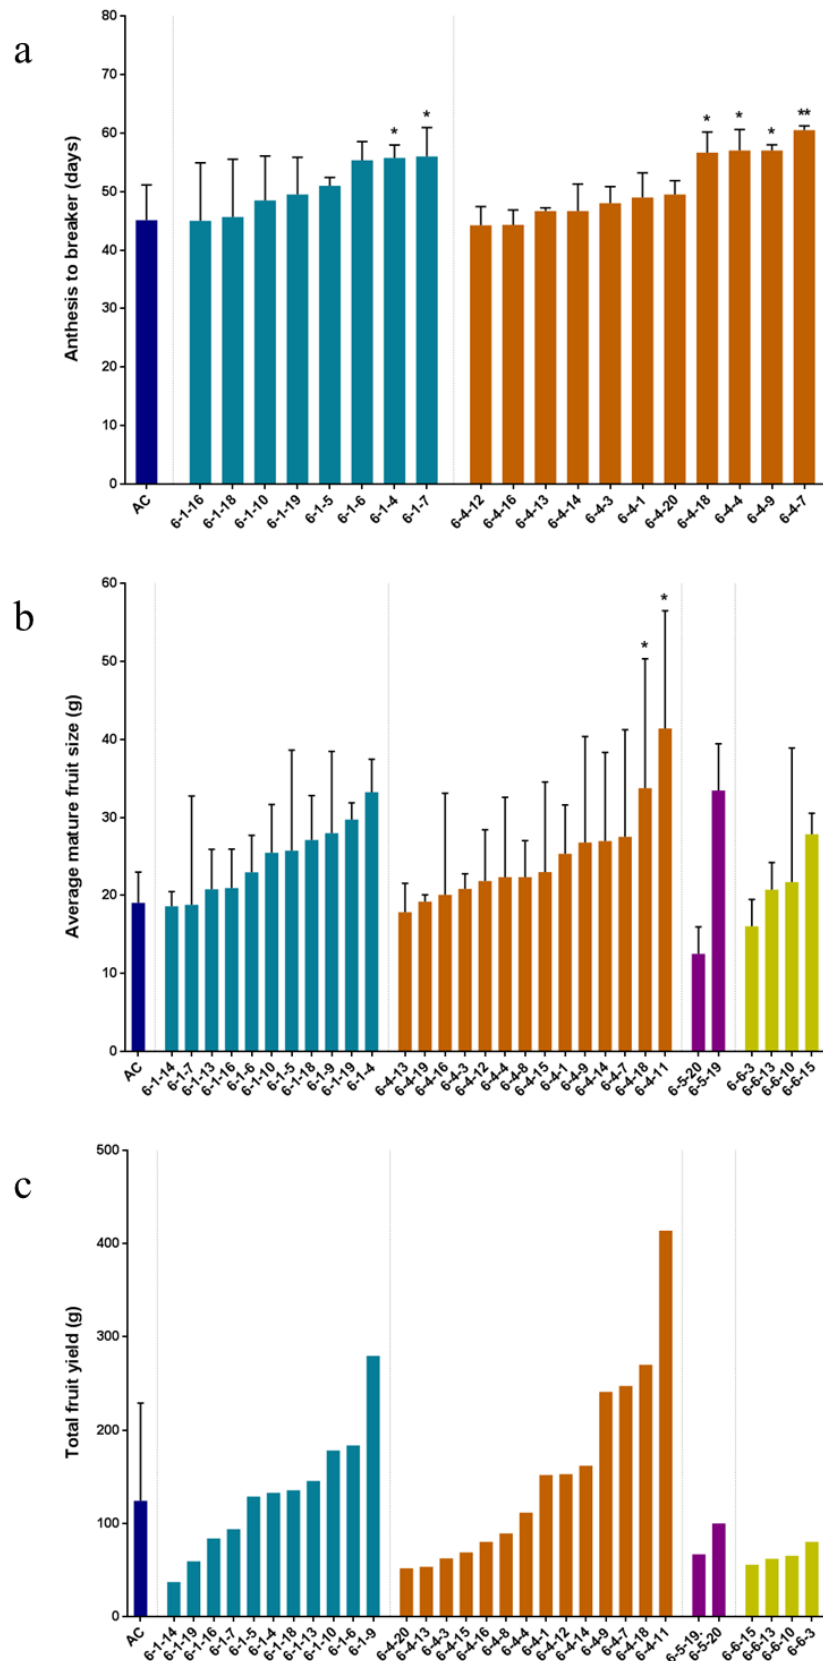 a
Anthesis to breaker (days)
80
70
60
50
40
30
20
10
0
* * * * * **
AC 6-1-16 6-1-18 6-1-10 6-1-19 6-1-5 6-1-6 6-1-4 6-1-7 6-4-12 6-4-16 6-4-13 6-4-14 6-4-3 6-4-1 6-4-20 6-4-18 6-4-4 6-4-9 6-4-7
b
Average mature fruit size (g)
60
50
40
30
20
10
0
* *
AC 6-1-14 6-1-7 6-1-13 6-1-16 6-1-6 6-1-10 6-1-5 6-1-18 6-1-9 6-1-19 6-1-4 6-4-13 6-4-19 6-4-16 6-4-3 6-4-12 6-4-4 6-4-8 6-4-15 6-4-1 6-4-9 6-4-14 6-4-7 6-4-18 6-4-11 6-5-20 6-5-19 6-6-3 6-6-13 6-6-10 6-6-15
c
Total fruit yield (g)
500
400
300
200
100
0
AC 6-1-14 6-1-19 6-1-16 6-1-7 6-1-5 6-1-4 6-1-18 6-1-13 6-1-10 6-1-6 6-1-9 6-4-20 6-4-13 6-4-3 6-4-15 6-4-16 6-4-8 6-4-4 6-4-1 6-4-12 6-4-14 6-4-9 6-4-7 6-4-18 6-4-11 6-5-19. 6-5-20 6-6-15 6-6-13 6-6-10 6-6-3